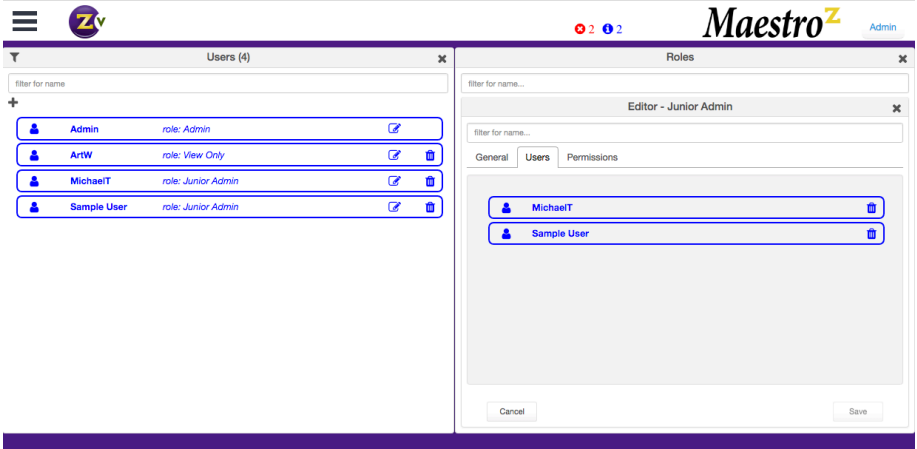 Zv
2 2
Maestro Z
Admin
Users (4)
filter for name
Admin role: Admin
ArtW role: View Only
MichaelT role: Junior Admin
Sample User role: Junior Admin
Roles
filter for name...
Editor - Junior Admin
filter for name...
General Users Permissions
MichaelT
Sample User
Cancel Save